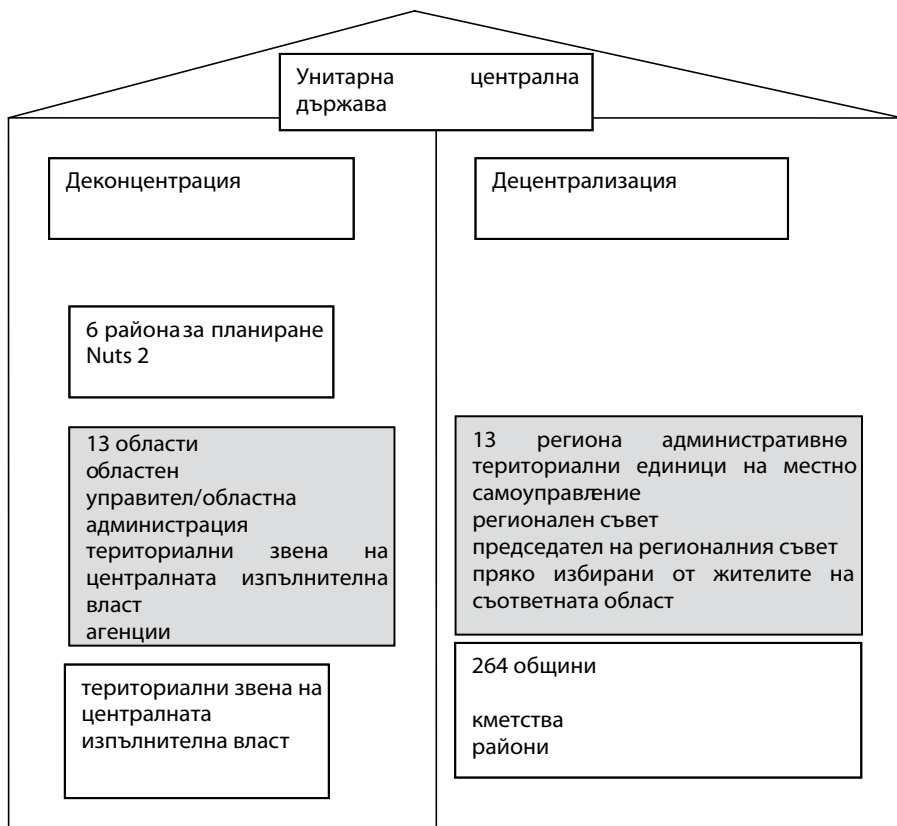 Унитарна централна
държава
Деконцентрация
Децентрализация
6 района за планиране
Nuts 2
13 области
областен
управител/областна
администрация
териториални звена на
централната изпълнителна
власт
агенции
13 региона административно
териториални единици на местно
самоуправление
регионален съвет
председател на регионалния съвет
пряко избирани от жителите на
съответната област
териториални звена на
централната
изпълнителна власт
264 общини
кметства
райони